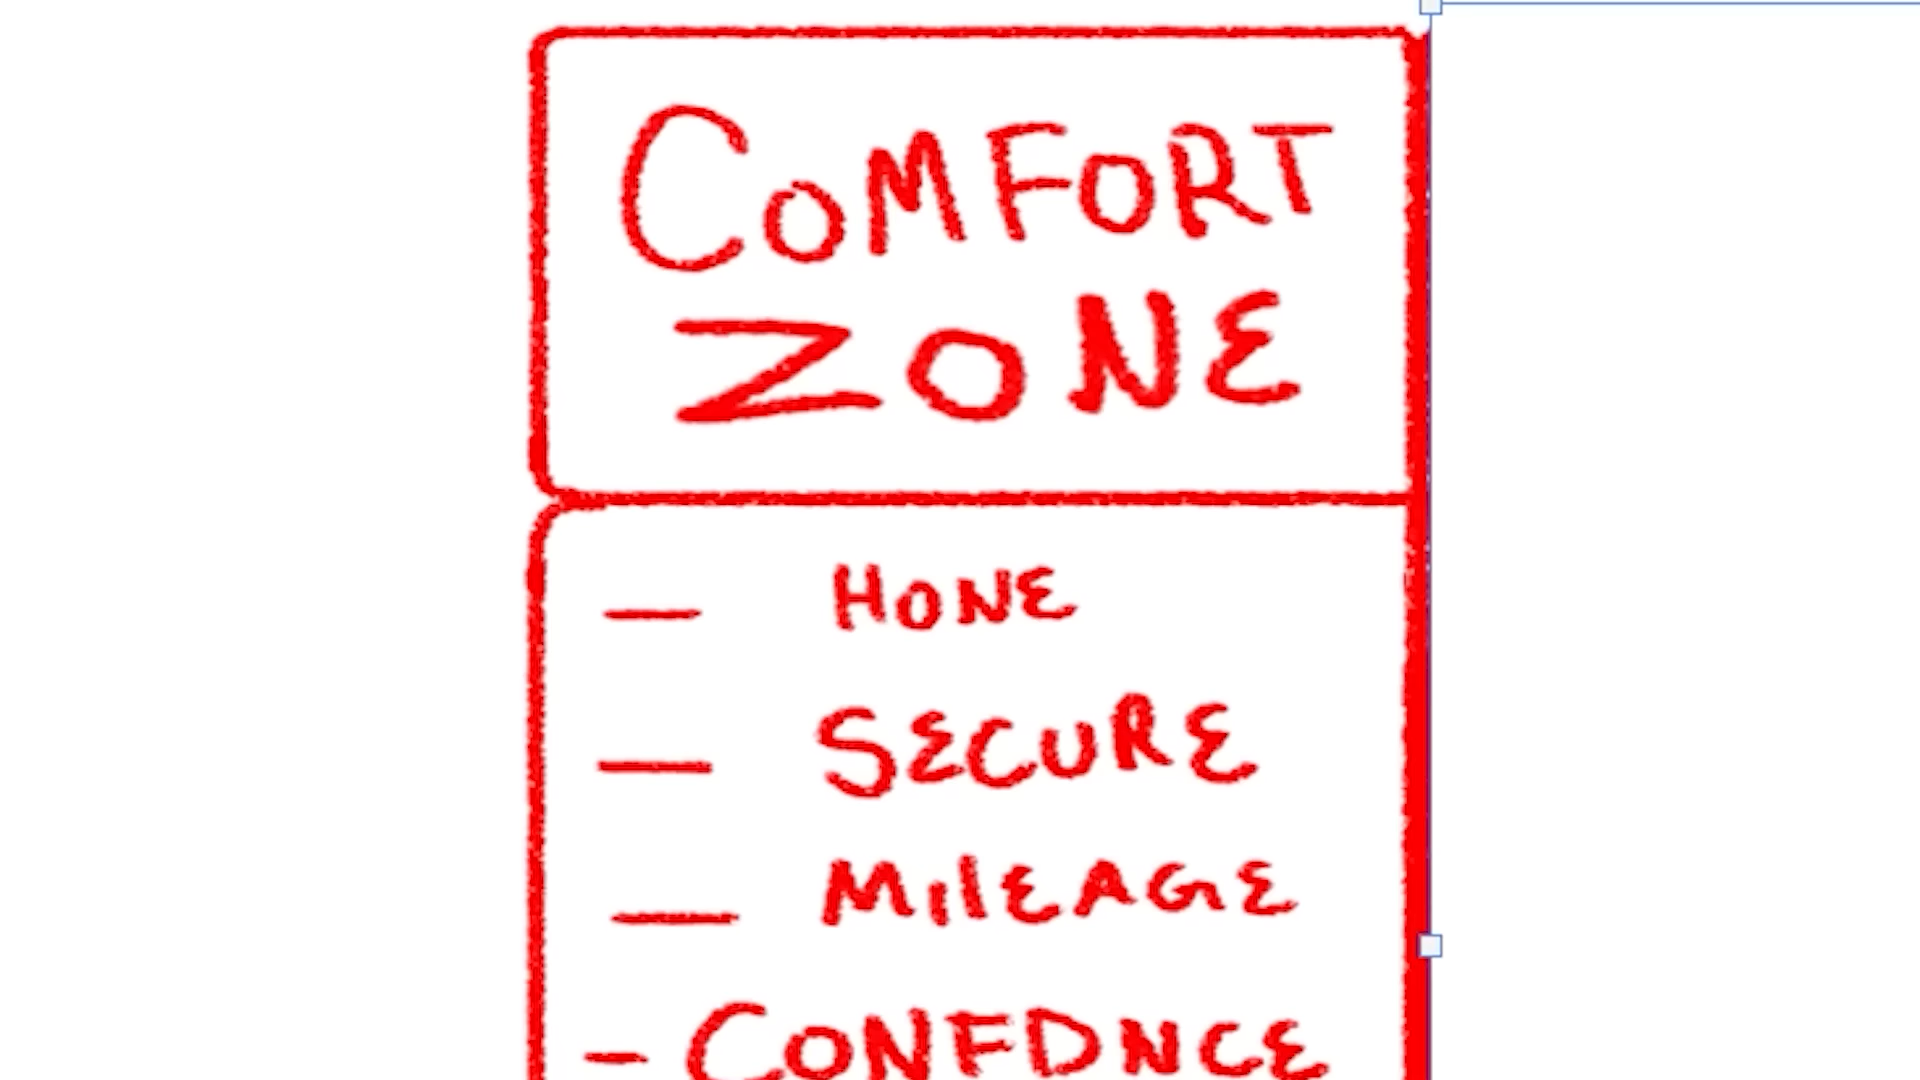 COMFORT
ZONE
— HONE
— SECURE
— MIlEAGE
- CONFDNCE